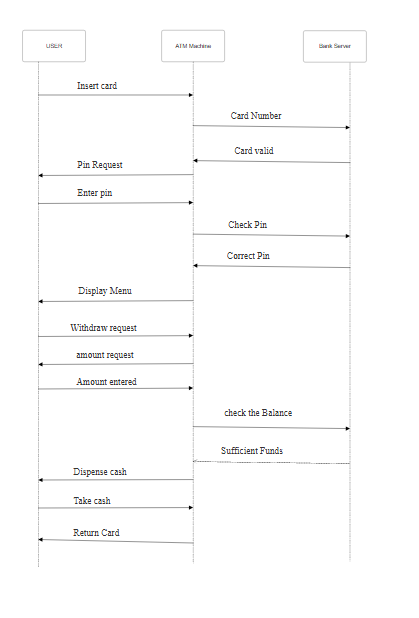 USER
ATM Machine
Bank Server
Insert card
Card Number
Card valid
Pin Request
Enter pin
Check Pin
Correct Pin
Display Menu
Withdraw request
amount request
Amount entered
check the Balance
Sufficient Funds
Dispense cash
Take cash
Return Card